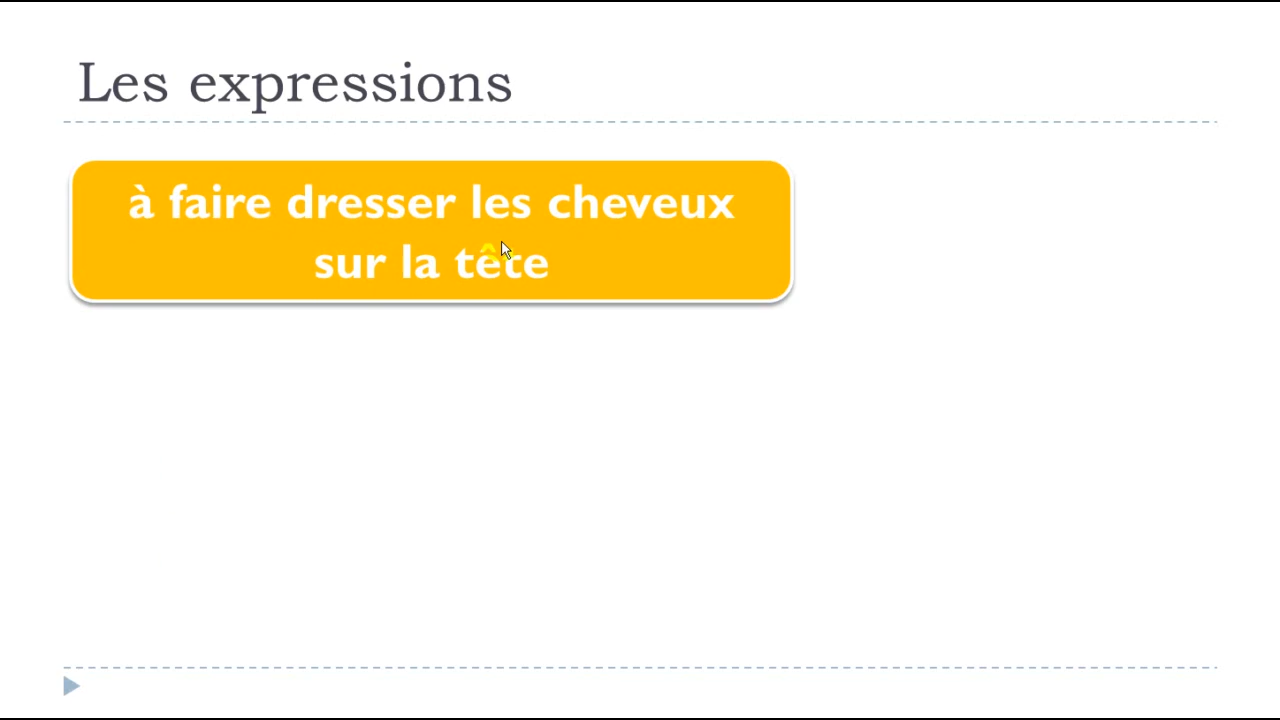 Les expressions
à faire dresser les cheveux
sur la tête